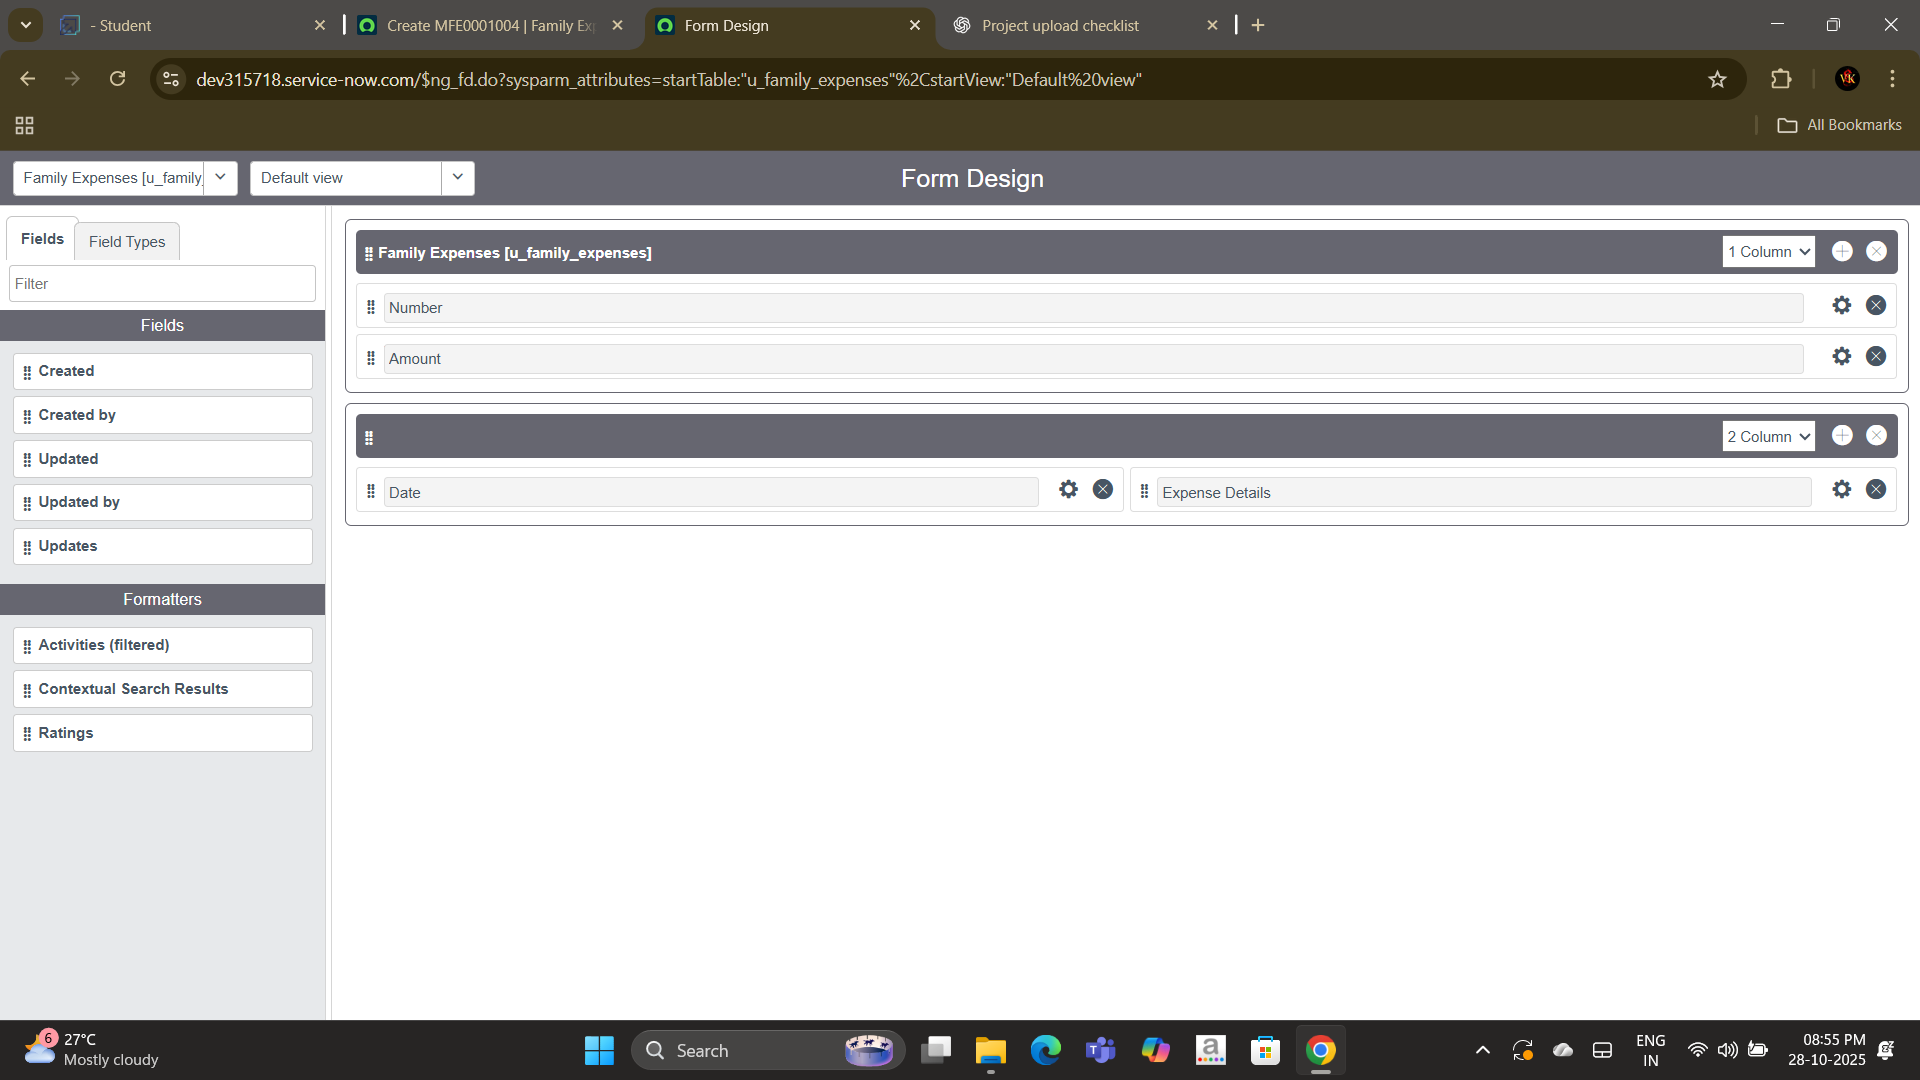 - Student
Create MFE0001004 | Family Ex
Form Design
Project upload checklist
dev315718.service-now.com/$ng_fd.do?sysparm_attributes=startTable:"u_family_expenses"%2CstartView:"Default%20view"
VK
All Bookmarks
Family Expenses [u_family_
Default view
Form Design
Fields
Field Types
Filter
Fields
Created
Created by
Updated
Updated by
Updates
Formatters
Activities (filtered)
Contextual Search Results
Ratings
Family Expenses [u_family_expenses]
1 Column
Number
Amount
2 Column
Date
Expense Details
6
27°C
Mostly cloudy
Search
T
a
ENG
IN
08:55 PM
28-10-2025